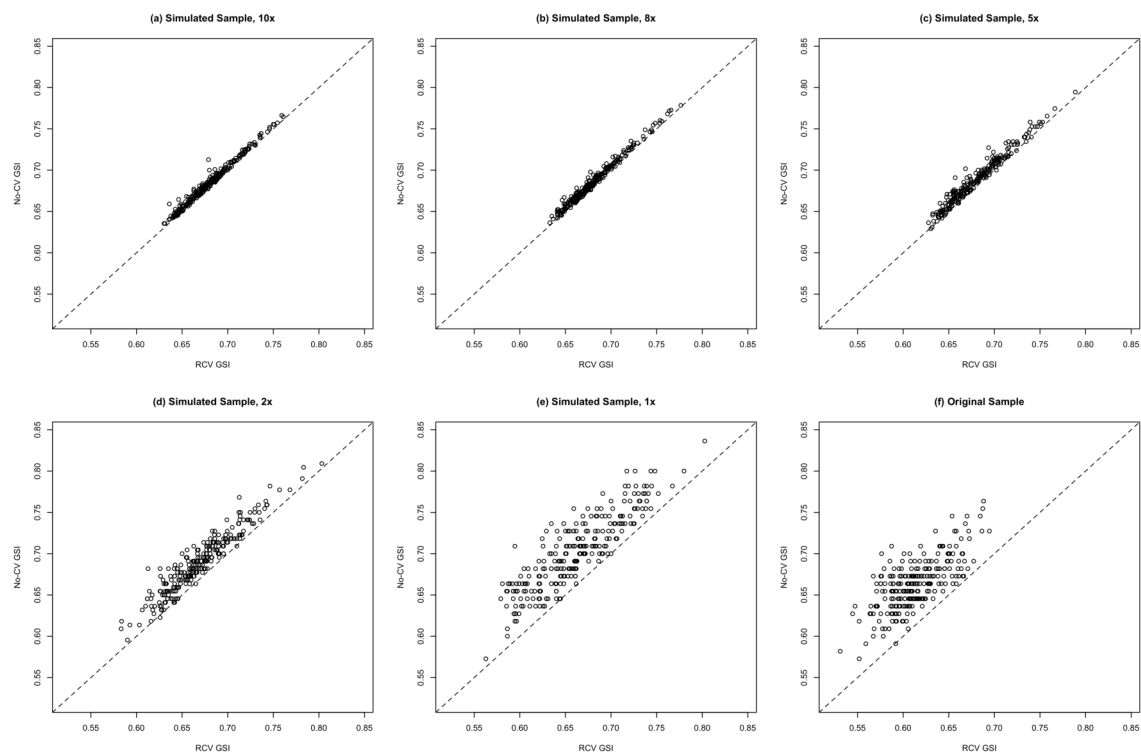 (a) Simulated Sample, 10x
No-CV GSI
0.85
0.80
0.75
0.70
0.65
0.60
0.55
0.55 0.60 0.65 0.70 0.75 0.80 0.85
RCV GSI
(b) Simulated Sample, 8x
No-CV GSI
0.85
0.80
0.75
0.70
0.65
0.60
0.55
0.55 0.60 0.65 0.70 0.75 0.80 0.85
RCV GSI
(c) Simulated Sample, 5x
No-CV GSI
0.85
0.80
0.75
0.70
0.65
0.60
0.55
0.55 0.60 0.65 0.70 0.75 0.80 0.85
RCV GSI
(d) Simulated Sample, 2x
No-CV GSI
0.85
0.80
0.75
0.70
0.65
0.60
0.55
0.55 0.60 0.65 0.70 0.75 0.80 0.85
RCV GSI
(e) Simulated Sample, 1x
No-CV GSI
0.85
0.80
0.75
0.70
0.65
0.60
0.55
0.55 0.60 0.65 0.70 0.75 0.80 0.85
RCV GSI
(f) Original Sample
No-CV GSI
0.85
0.80
0.75
0.70
0.65
0.60
0.55
0.55 0.60 0.65 0.70 0.75 0.80 0.85
RCV GSI